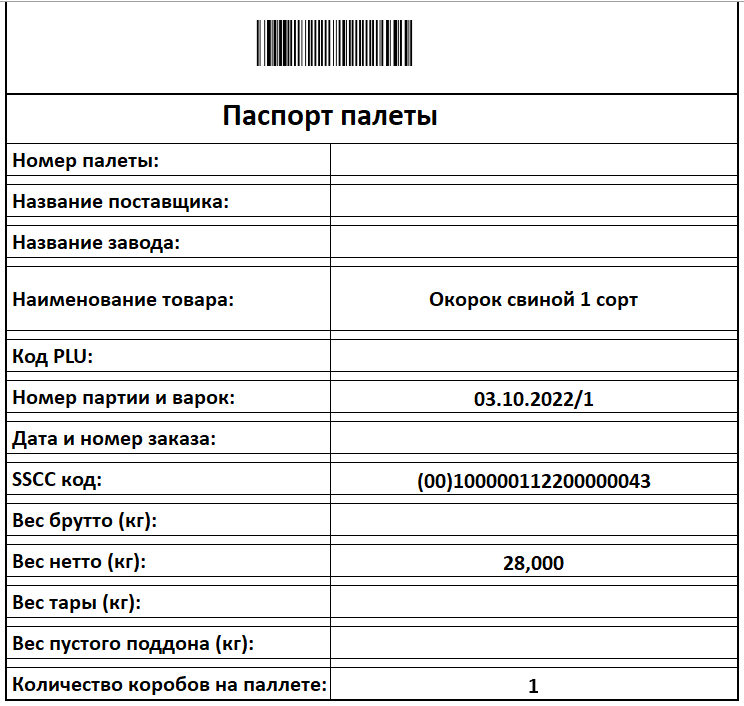 Паспорт палеты
Номер палеты:
Название поставщика:
Название завода:
Наименование товара: Окорок свиной 1 сорт
Код PLU:
Номер партии и варок: 03.10.2022/1
Дата и номер заказа:
SSCC код: (00)100000112200000043
Вес брутто (кг):
Вес нетто (кг): 28,000
Вес тары (кг):
Вес пустого поддона (кг):
Количество коробов на паллете: 1